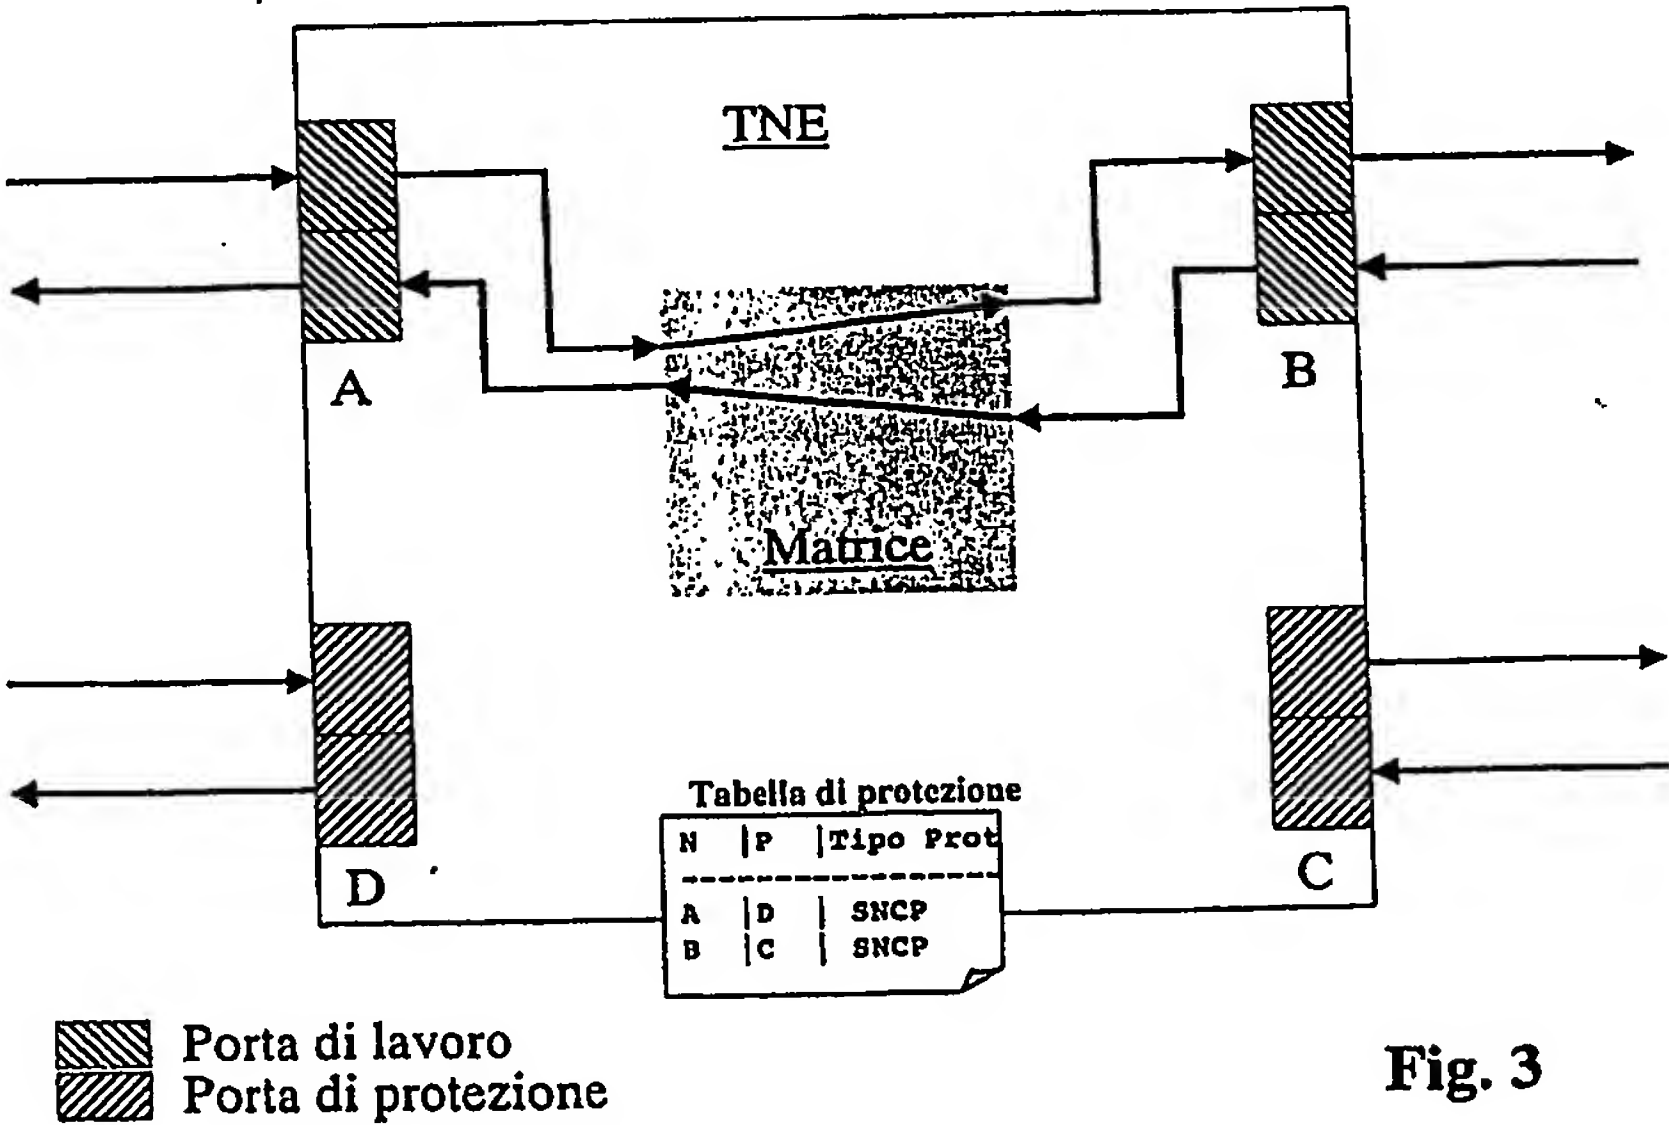 TNE
A
B
Matrice
D
C
Tabella di protezione
N |P |Tipo Prot
--------------------
A |D | SNCP
B |C | SNCP
Porta di lavoro
Porta di protezione
Fig. 3